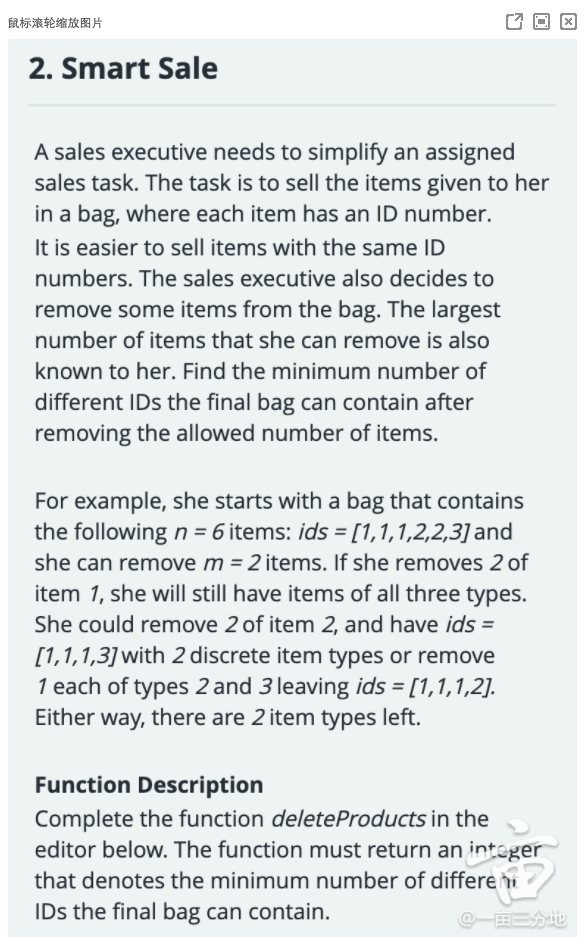 鼠标滚轮缩放图片
2. Smart Sale
A sales executive needs to simplify an assigned
sales task. The task is to sell the items given to her
in a bag, where each item has an ID number.
It is easier to sell items with the same ID
numbers. The sales executive also decides to
remove some items from the bag. The largest
number of items that she can remove is also
known to her. Find the minimum number of
different IDs the final bag can contain after
removing the allowed number of items.
For example, she starts with a bag that contains
the following n = 6 items: ids = [1,1,1,2,2,3] and
she can remove m = 2 items. If she removes 2 of
item 1, she will still have items of all three types.
She could remove 2 of item 2, and have ids =
[1,1,1,3] with 2 discrete item types or remove
1 each of types 2 and 3 leaving ids = [1,1,1,2].
Either way, there are 2 item types left.
Function Description
Complete the function deleteProducts in the
editor below. The function must return an integer
that denotes the minimum number of different
IDs the final bag can contain.
@一亩三分地